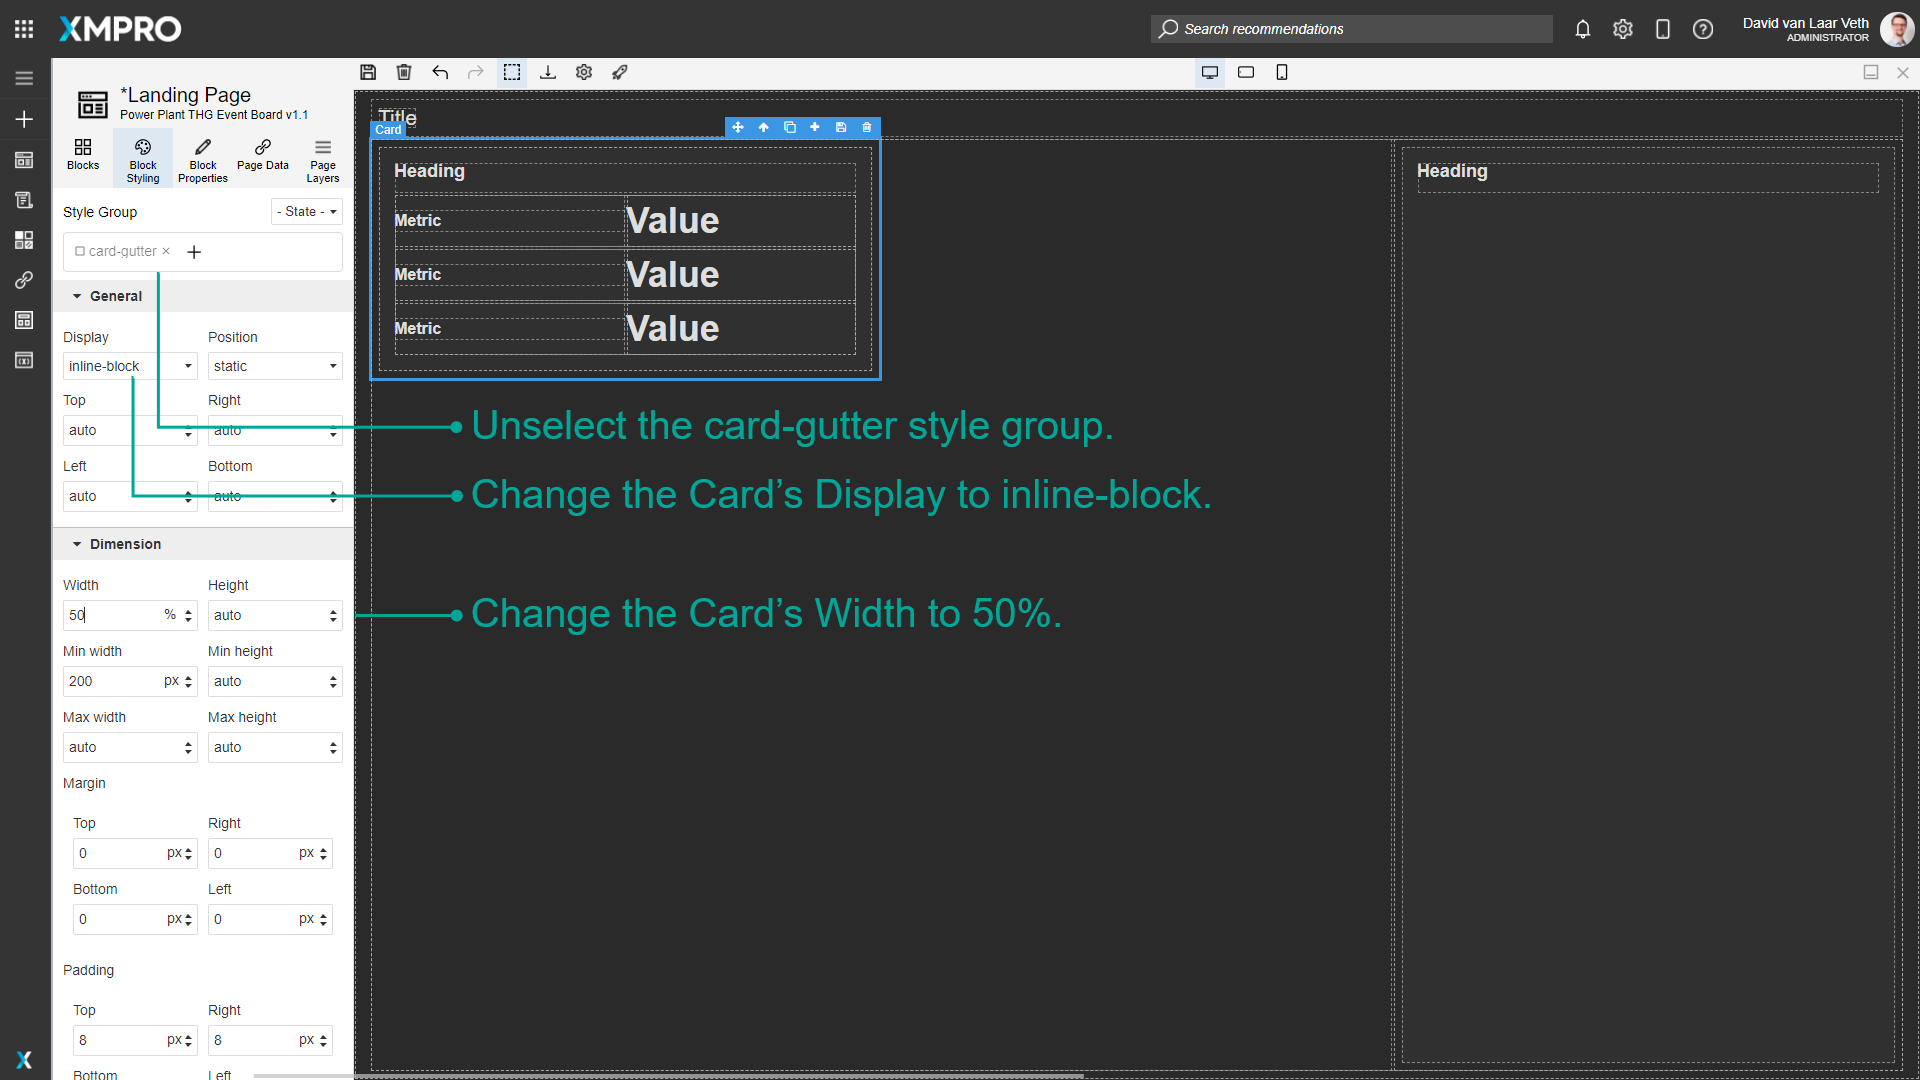 XMPRO
Search recommendations
David van Laar Veth
ADMINISTRATOR
*Landing Page
Power Plant THG Event Board v1.1
Blocks
Block Styling
Block Properties
Page Data
Page Layers
Style Group
- State -
card-gutter ×
General
Display
Position
inline-block
static
Top
Right
auto
auto
Left
Bottom
auto
auto
Dimension
Width
Height
50
%
auto
Min width
Min height
200
px
auto
Max width
Max height
auto
auto
Margin
Top
Right
0
px
0
px
Bottom
Left
0
px
0
px
Padding
Top
Right
8
px
8
px
Bottom
Left
Title
Card
Heading
Metric
Value
Metric
Value
Metric
Value
Heading
Unselect the card-gutter style group.
Change the Card’s Display to inline-block.
Change the Card’s Width to 50%.
X